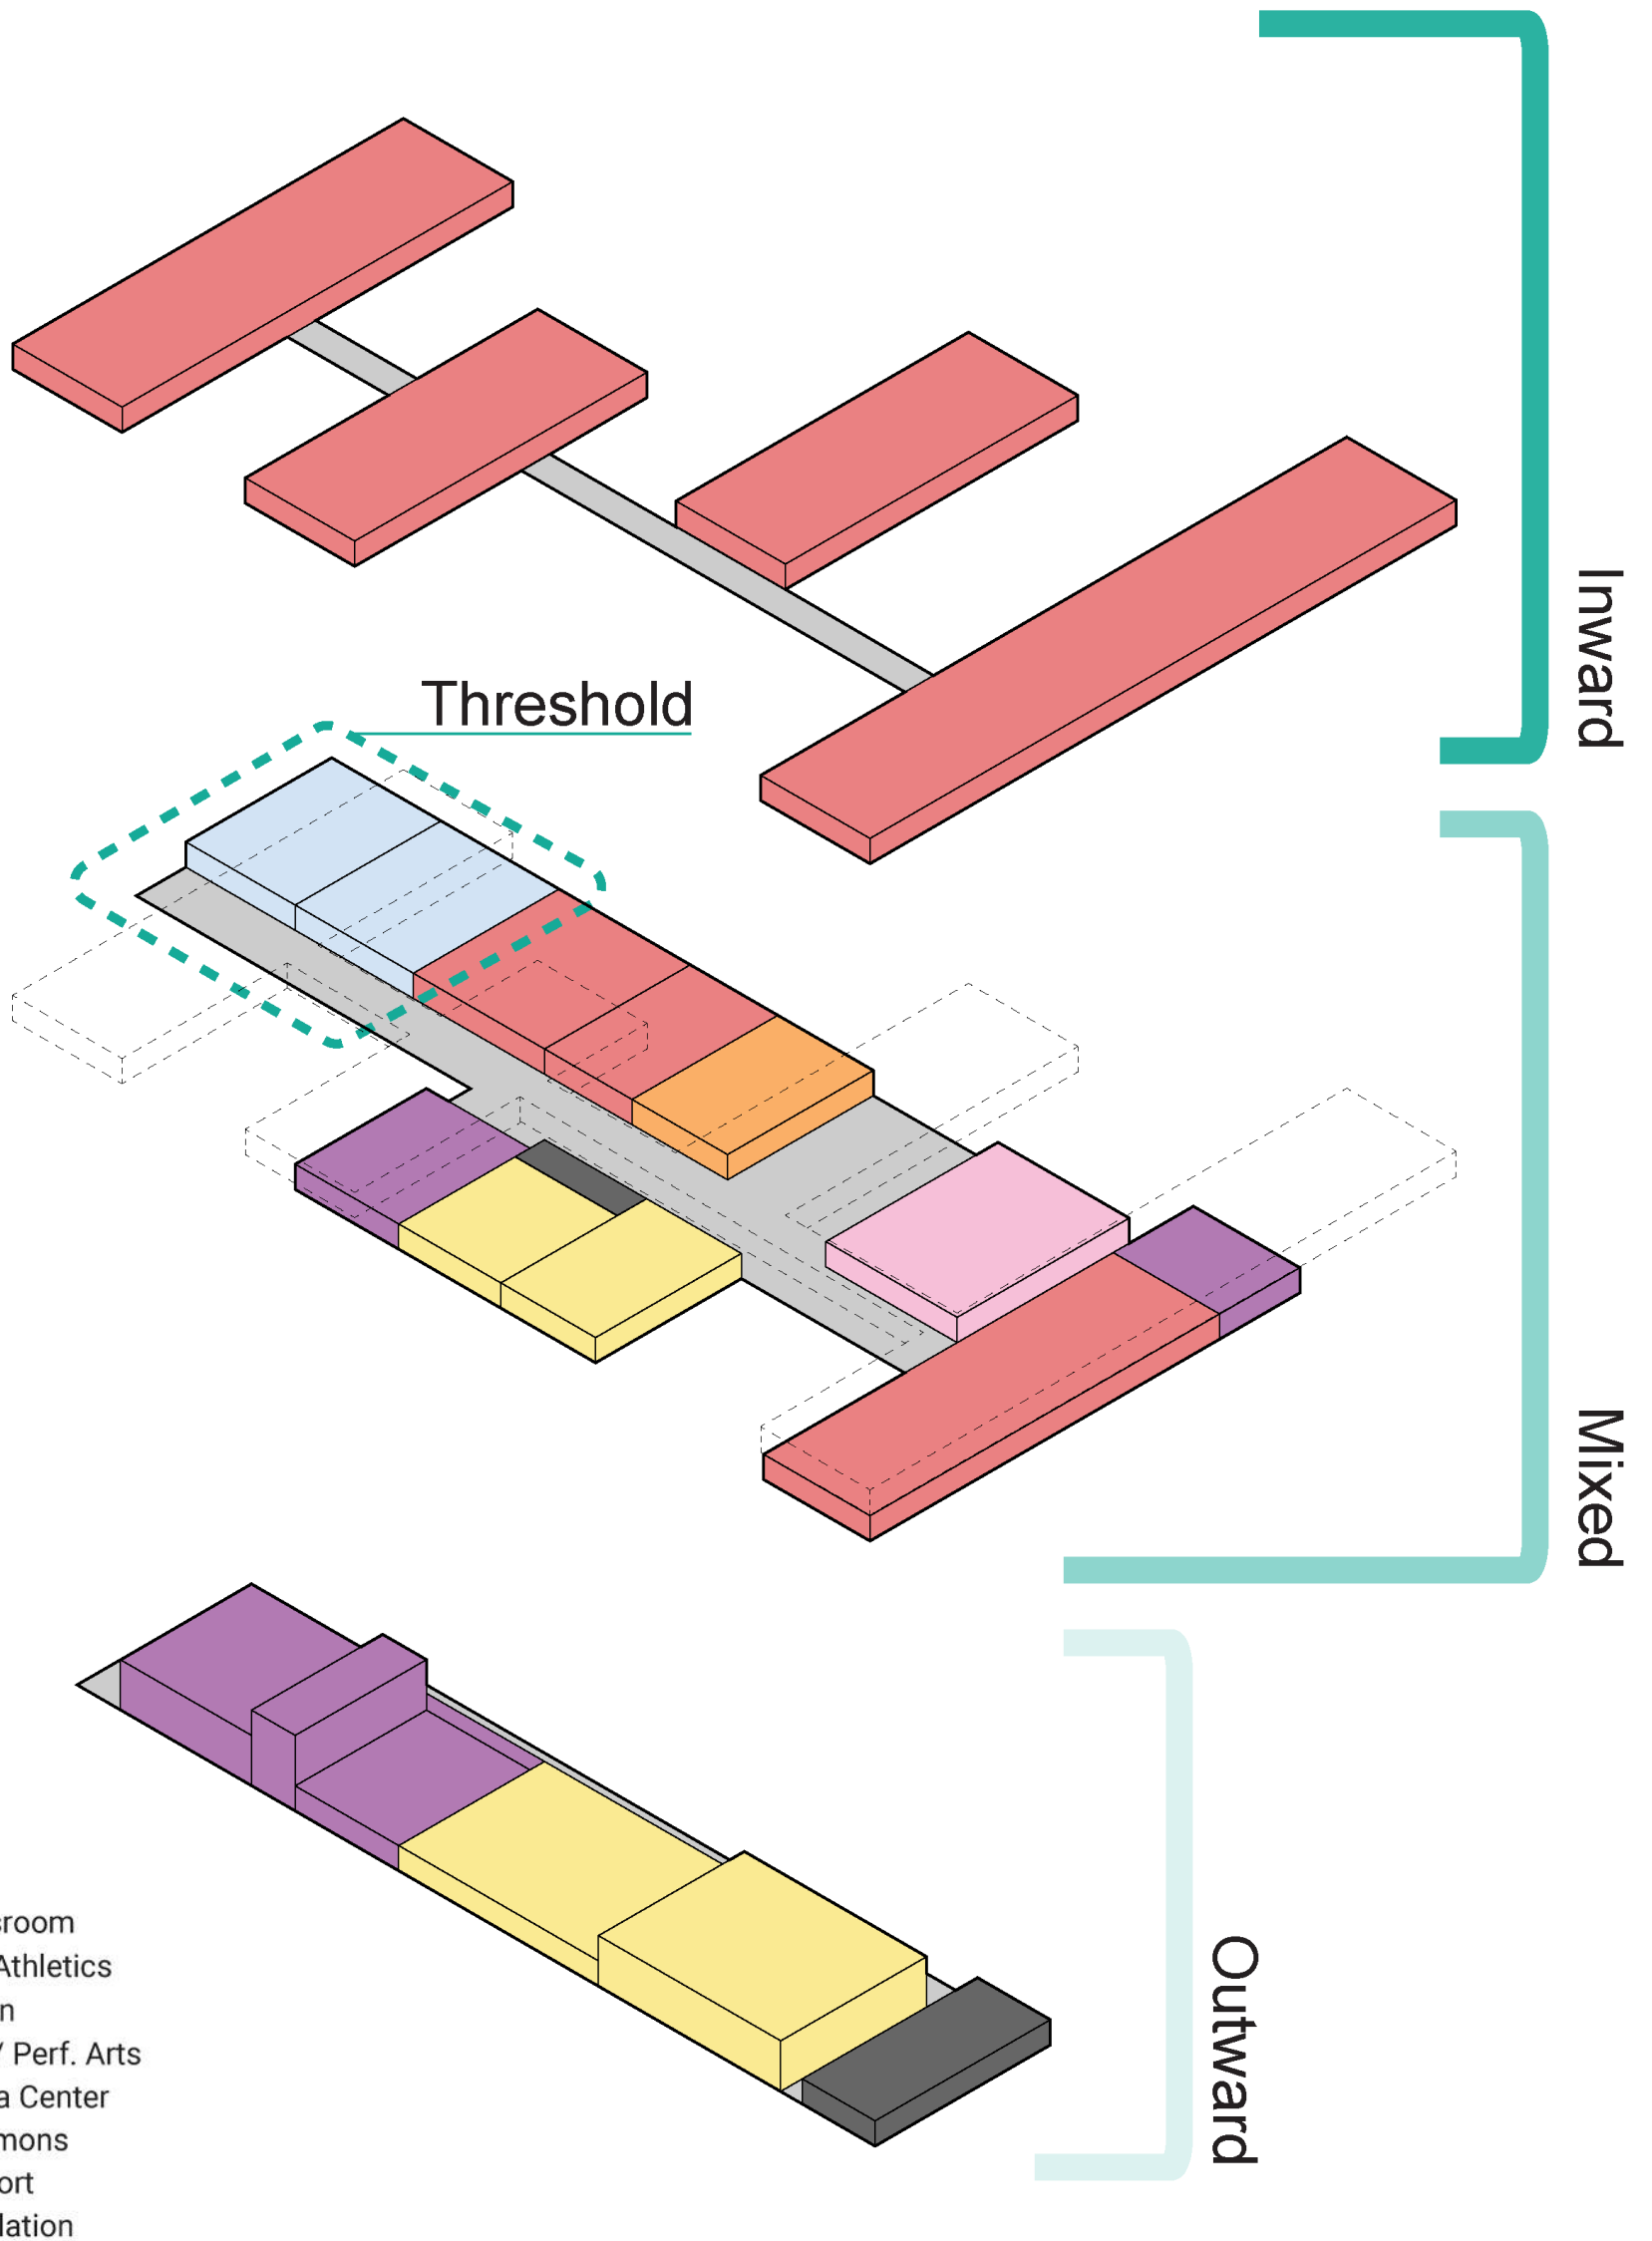 Inward
Threshold
Mixed
Outward
room
Athletics
n
/ Perf. Arts
a Center
mons
ort
lation